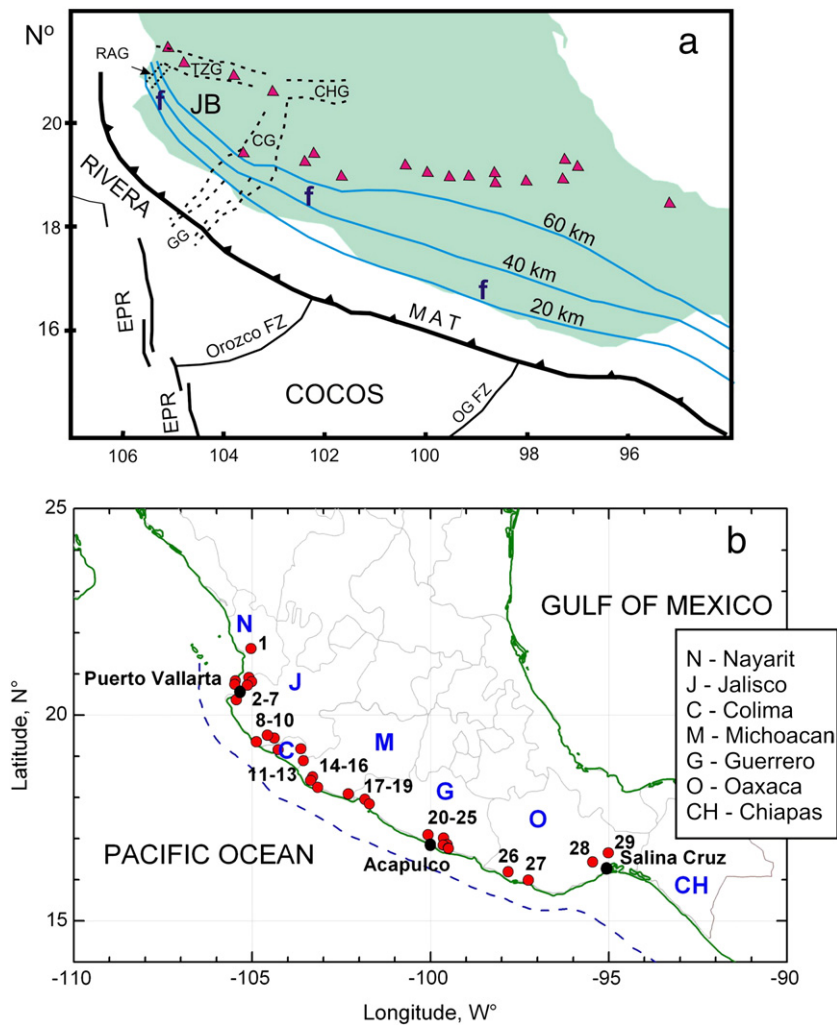 N°
a
RAG
TZG
CHG
f
JB
20
CG
RIVERA
f
18
GG
60 km
40 km
f
20 km
MAT
16
EPR
Orozco FZ
EPR
COCOS
OG FZ
106
104
102
100
98
96
25
b
GULF OF MEXICO
N
1
N - Nayarit
J - Jalisco
C - Colima
M - Michoacan
G - Guerrero
O - Oaxaca
CH - Chiapas
Puerto Vallarta
J
2-7
20
8-10
C
M
11-13
14-16
17-19
G
20-25
O
PACIFIC OCEAN
Acapulco
26
27
28
29
Salina Cruz
CH
15
-110
-105
-100
-95
-90
Latitude, N°
Longitude, W°